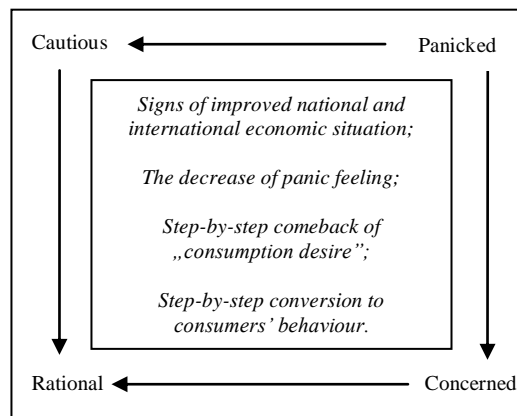 Cautious Panicked
Signs of improved national and
international economic situation;
The decrease of panic feeling;
Step-by-step comeback of
„consumption desire”;
Step-by-step conversion to
consumers’ behaviour.
Rational Concerned